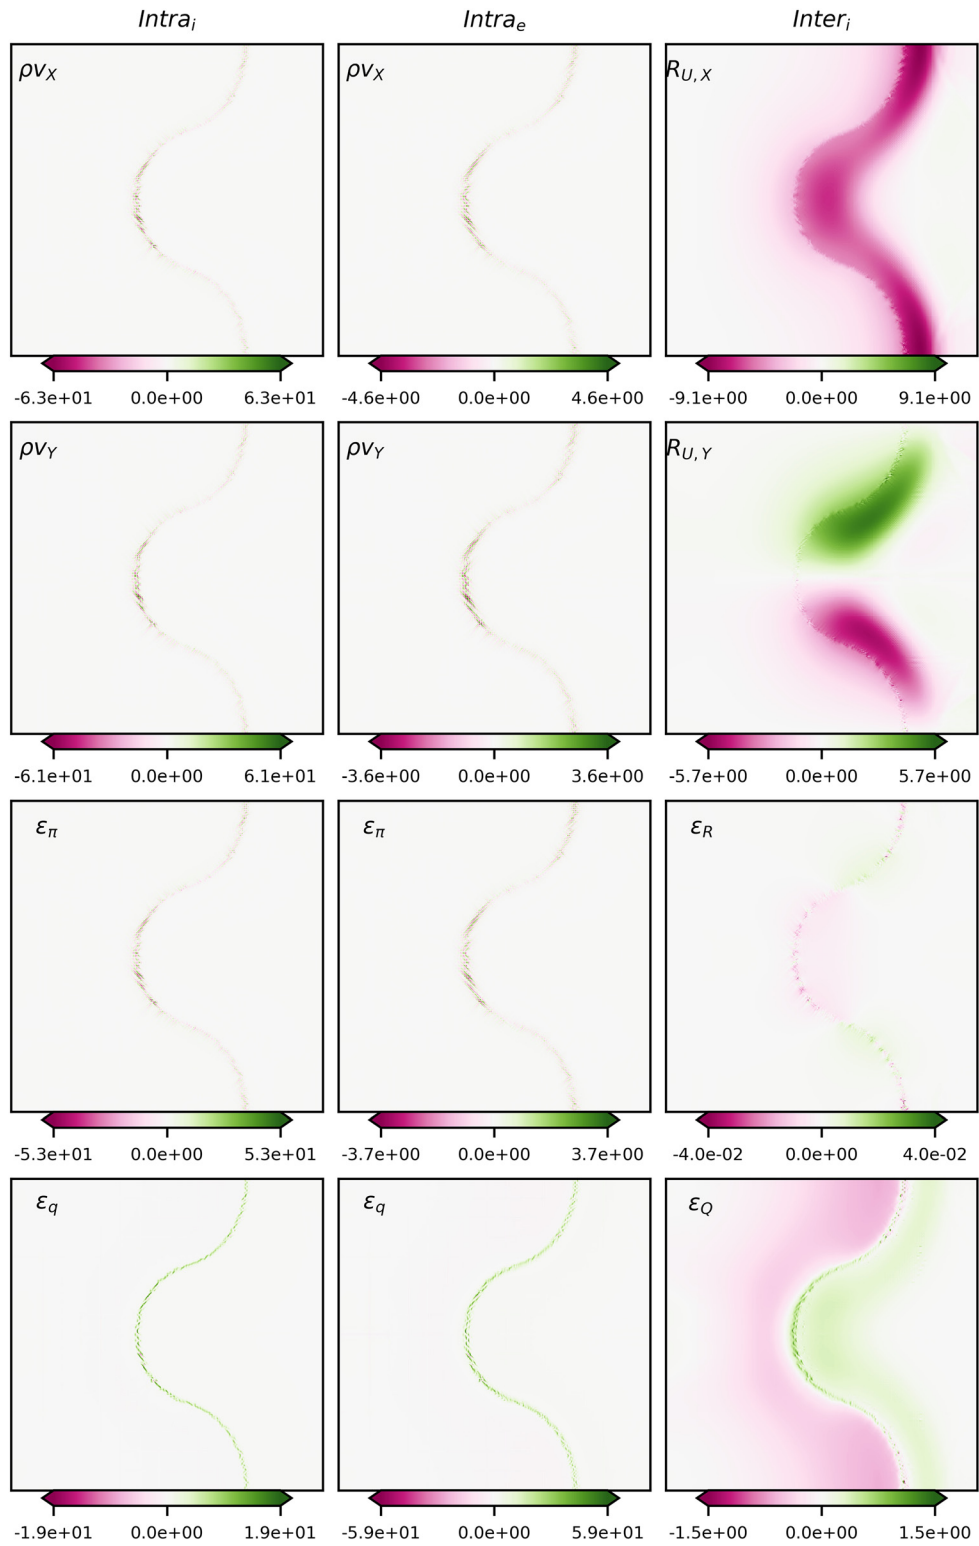 Intra_i Intra_e Inter_i
ρv_X ρv_X R_{U,X}
-6.3e+01 0.0e+00 6.3e+01 -4.6e+00 0.0e+00 4.6e+00 -9.1e+00 0.0e+00 9.1e+00
ρv_Y ρv_Y R_{U,Y}
-6.1e+01 0.0e+00 6.1e+01 -3.6e+00 0.0e+00 3.6e+00 -5.7e+00 0.0e+00 5.7e+00
ε_π ε_π ε_R
-5.3e+01 0.0e+00 5.3e+01 -3.7e+00 0.0e+00 3.7e+00 -4.0e-02 0.0e+00 4.0e-02
ε_q ε_q ε_Q
-1.9e+01 0.0e+00 1.9e+01 -5.9e+01 0.0e+00 5.9e+01 -1.5e+00 0.0e+00 1.5e+00